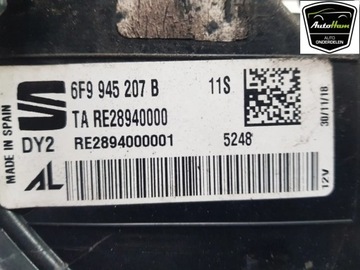 AutoHam
AUTO
ONDERDELEN
MADE IN SPAIN
6F9 945 207 B 11S
TA RE28940000
DY2 RE2894000001 5248
AL
30/11/18
12V